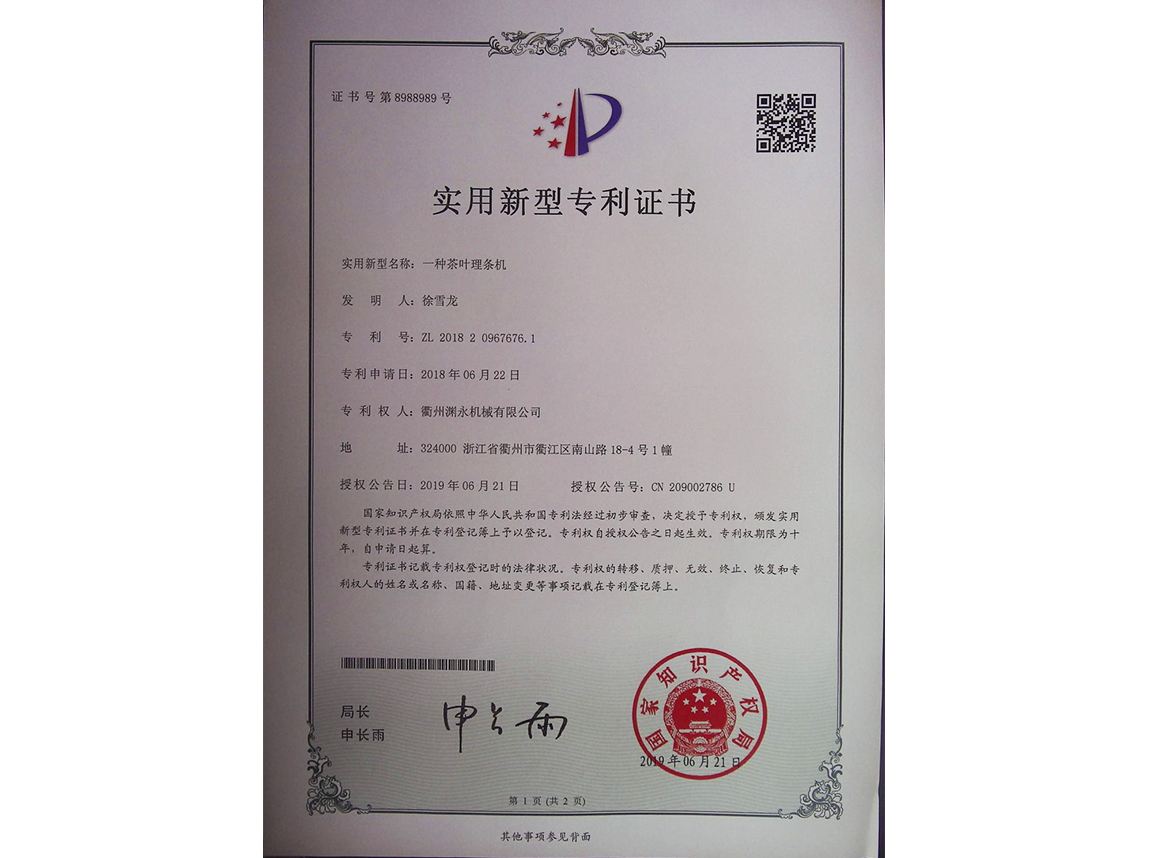 证书号第8988989号
实用新型专利证书
实用新型名称：一种茶叶理条机
发明人：徐雪龙
专利号：ZL 2018 2 0967676.1
专利申请日：2018年06月22日
专利权人：衢州渊永机械有限公司
地址：324000 浙江省衢州市衢江区南山路18-4号1幢
授权公告日：2019年06月21日 授权公告号：CN 209002786 U
国家知识产权局依照中华人民共和国专利法经过初步审查，决定授予专利权，颁发实用
新型专利证书并在专利登记簿上予以登记。专利权自授权公告之日起生效。专利权期限为十
年，自申请日起算。
专利证书记载专利权登记时的法律状况。专利权的转移、质押、无效、终止、恢复和专
利权人的姓名或名称、国籍、地址变更等事项记载在专利登记簿上。
局长
申长雨
申长雨
国家知识产权局
2019年06月21日
第1页(共2页)
其他事项参见背面